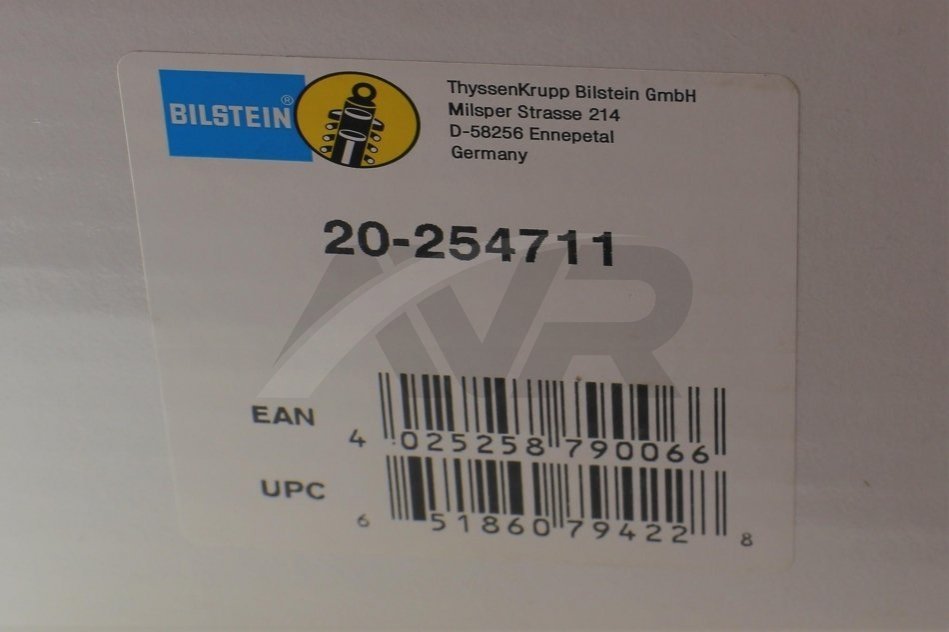 BILSTEIN®
ThyssenKrupp Bilstein GmbH
Milsper Strasse 214
D-58256 Ennepetal
Germany
20-254711
AVR
EAN
4 025258 790066
UPC
6 51860 79422 8